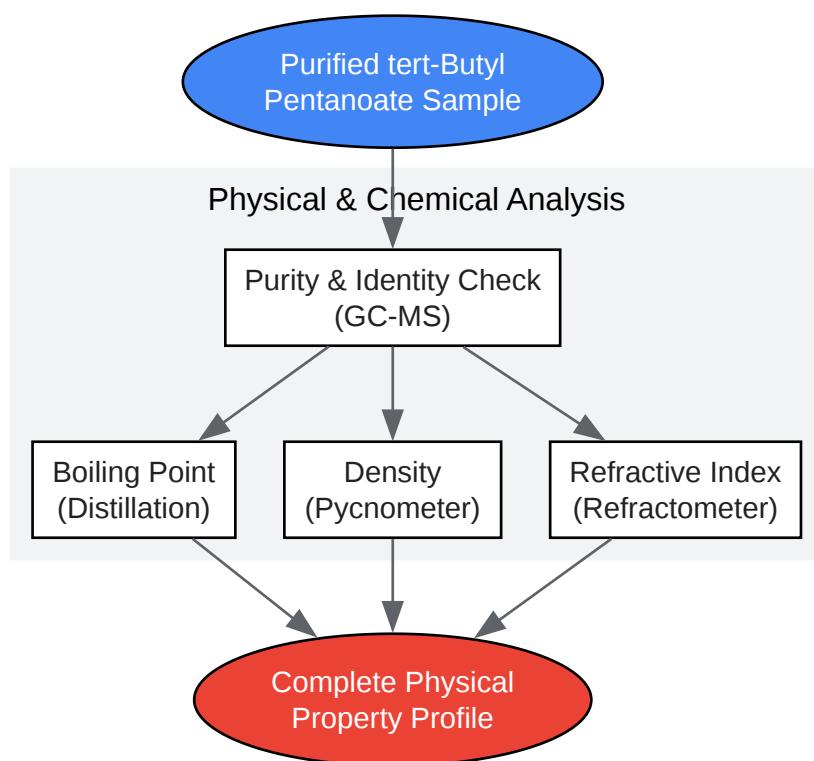 Purified tert-Butyl
Pentanoate Sample
Physical & Chemical Analysis
Purity & Identity Check
(GC-MS)
Boiling Point
(Distillation)
Density
(Pycnometer)
Refractive Index
(Refractometer)
Complete Physical
Property Profile